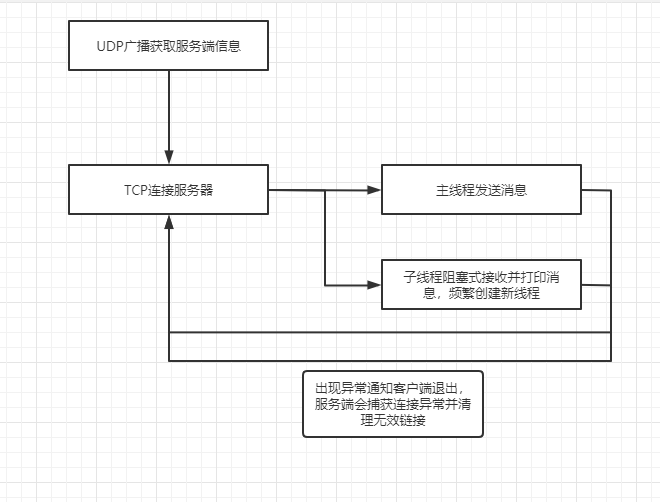 UDP广播获取服务端信息
TCP连接服务器
主线程发送消息
子线程阻塞式接收并打印消
息，频繁创建新线程
出现异常通知客户端退出，
服务端会捕获连接异常并清
理无效链接